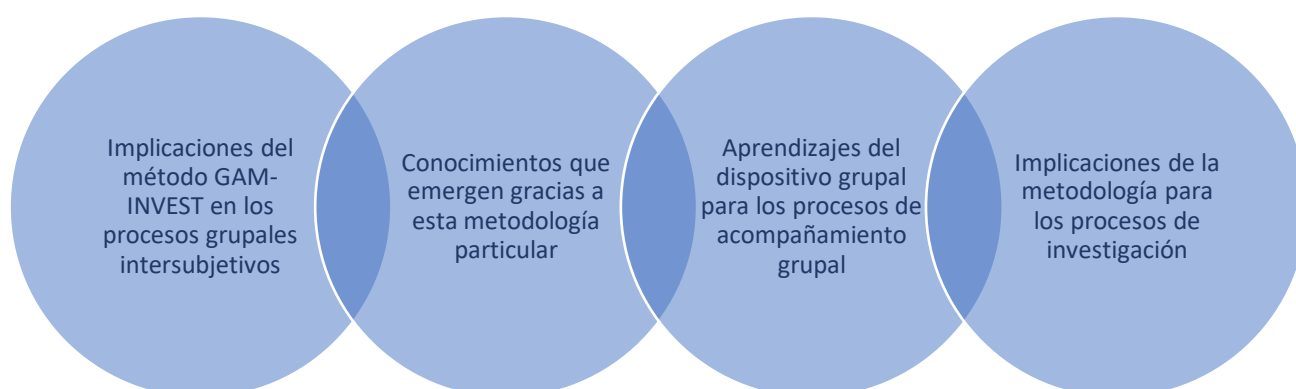 Implicaciones del
método GAM-
INVEST en los
procesos grupales
intersubjetivos
Conocimientos que
emergen gracias a
esta metodología
particular
Aprendizajes del
dispositivo grupal
para los procesos de
acompañamiento
grupal
Implicaciones de la
metodología para
los procesos de
investigación